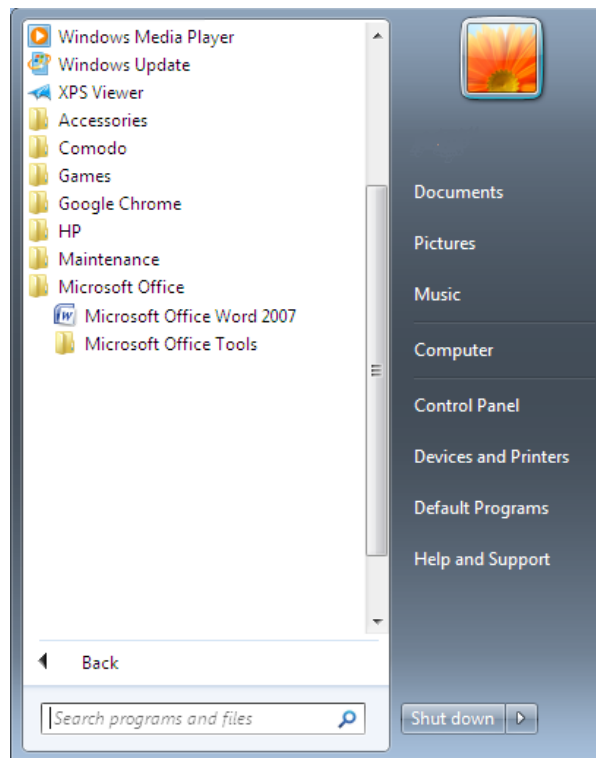 Windows Media Player
Windows Update
XPS Viewer
Accessories
Comodo
Games
Google Chrome
HP
Maintenance
Microsoft Office
Microsoft Office Word 2007
Microsoft Office Tools
Back
Search programs and files
Documents
Pictures
Music
Computer
Control Panel
Devices and Printers
Default Programs
Help and Support
Shut down